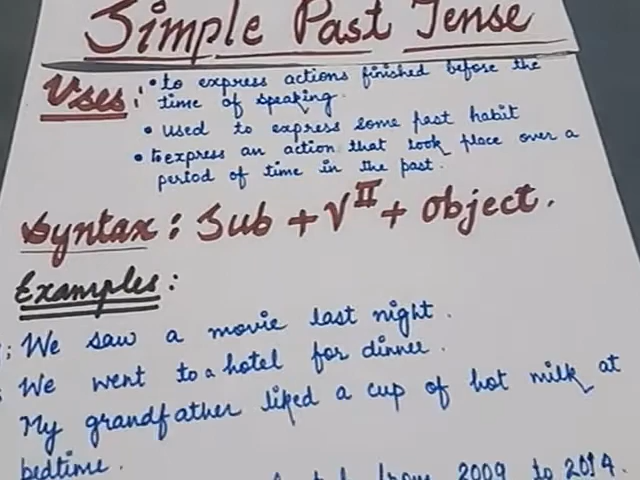 Simple Past Tense
Uses: • to express actions finished before the
time of speaking.
• used to express some past habit
• to express an action that took place over a
period of time in the past.
Syntax: Sub + V II + Object.
Examples:
We saw a movie last night.
We went to a hotel for dinner.
My grandfather liked a cup of hot milk at
bedtime.
from 2009 to 2014.